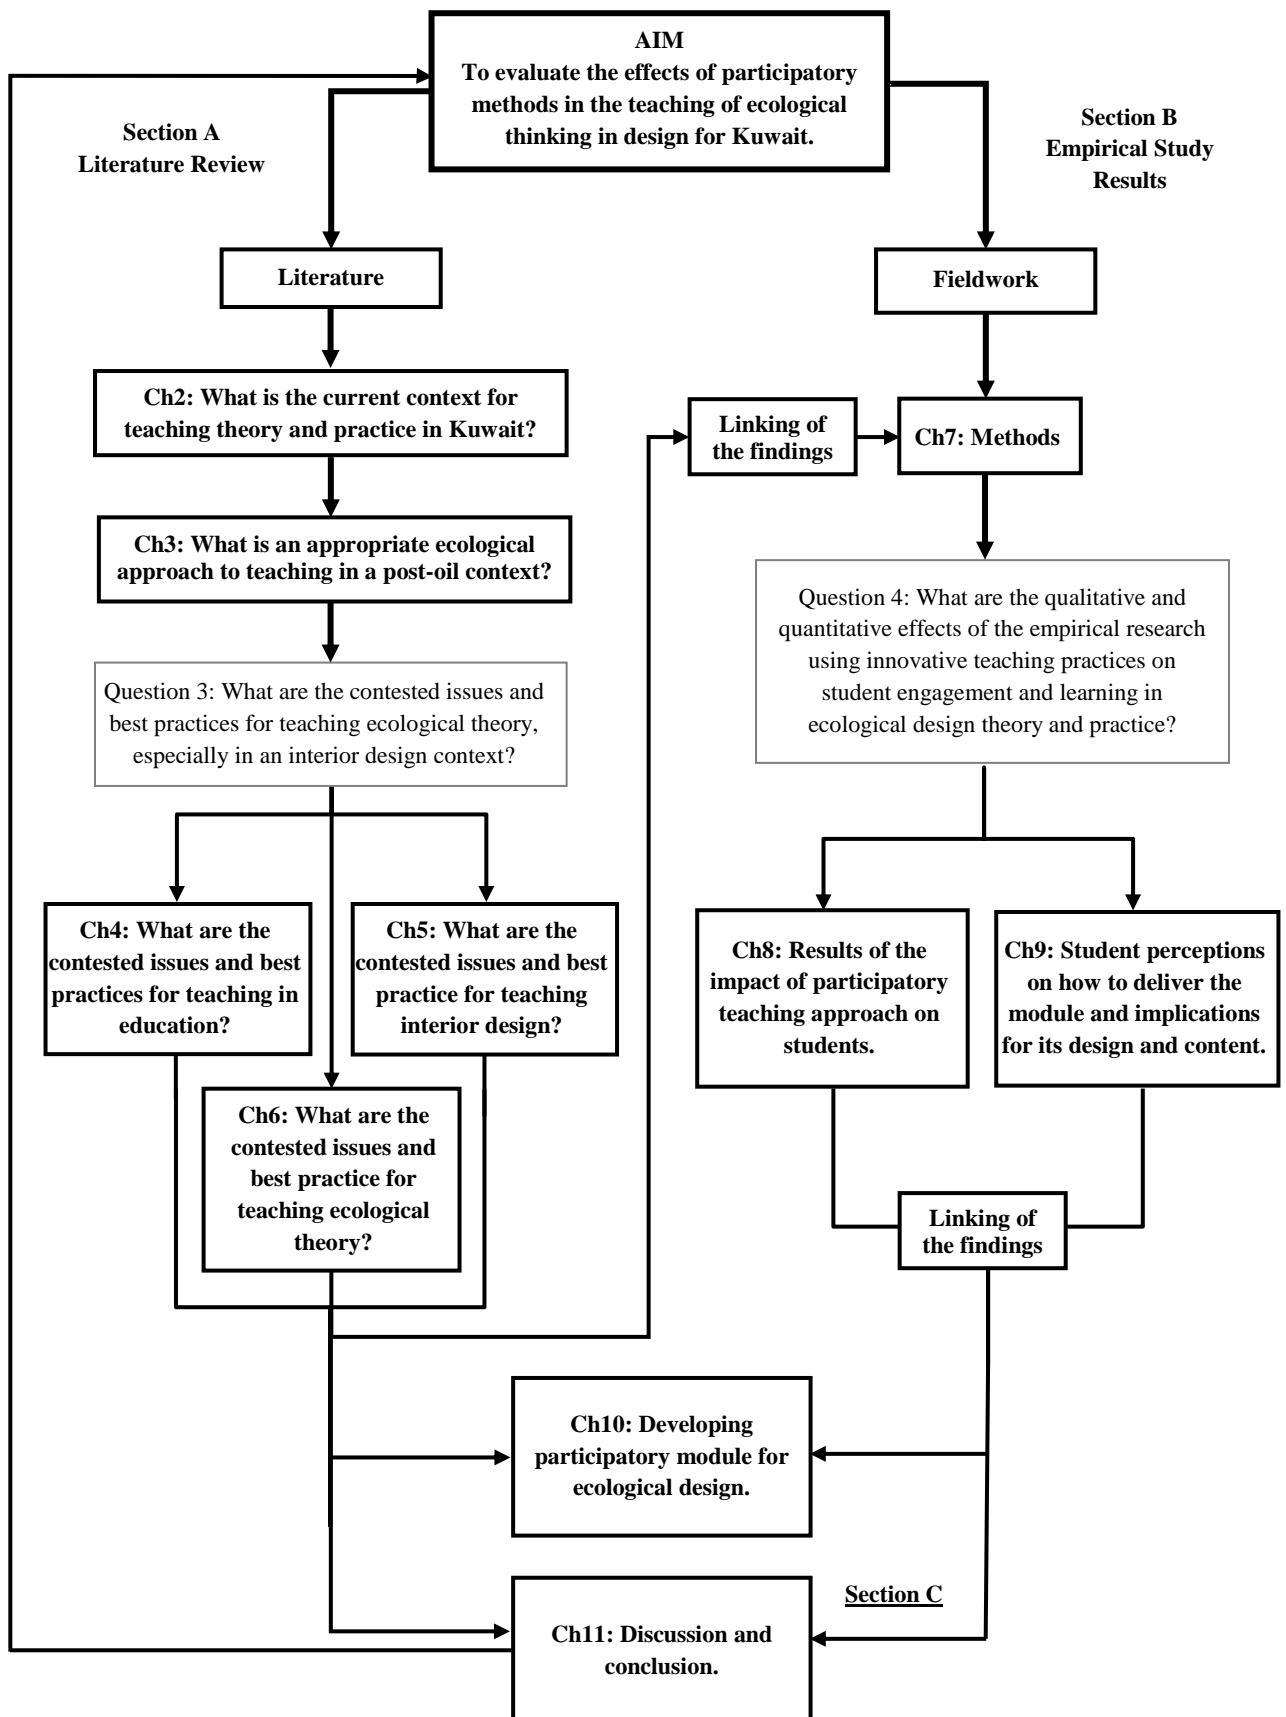 AIM
To evaluate the effects of participatory
methods in the teaching of ecological
thinking in design for Kuwait.
Section A
Literature Review
Section B
Empirical Study
Results
Literature
Fieldwork
Ch2: What is the current context for
teaching theory and practice in Kuwait?
Linking of
the findings
Ch7: Methods
Ch3: What is an appropriate ecological
approach to teaching in a post-oil context?
Question 3: What are the contested issues and
best practices for teaching ecological theory,
especially in an interior design context?
Question 4: What are the qualitative and
quantitative effects of the empirical research
using innovative teaching practices on
student engagement and learning in
ecological design theory and practice?
Ch4: What are the
contested issues and best
practices for teaching in
education?
Ch5: What are the
contested issues and best
practice for teaching
interior design?
Ch6: What are the
contested issues and
best practice for
teaching ecological
theory?
Ch8: Results of the
impact of participatory
teaching approach on
students.
Ch9: Student perceptions
on how to deliver the
module and implications
for its design and content.
Linking of
the findings
Ch10: Developing
participatory module for
ecological design.
Section C
Ch11: Discussion and
conclusion.